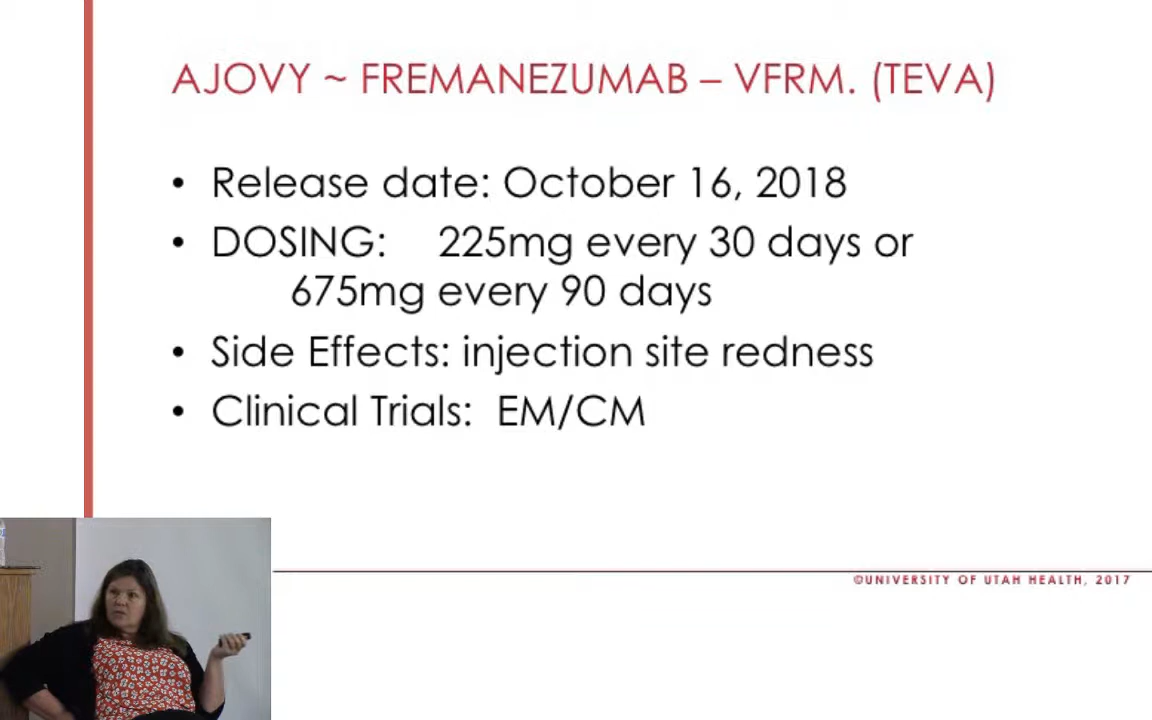 AJOVY ~ FREMANEZUMAB – VFRM. (TEVA)
• Release date: October 16, 2018
• DOSING: 225mg every 30 days or
675mg every 90 days
• Side Effects: injection site redness
• Clinical Trials: EM/CM
©UNIVERSITY OF UTAH HEALTH, 2017